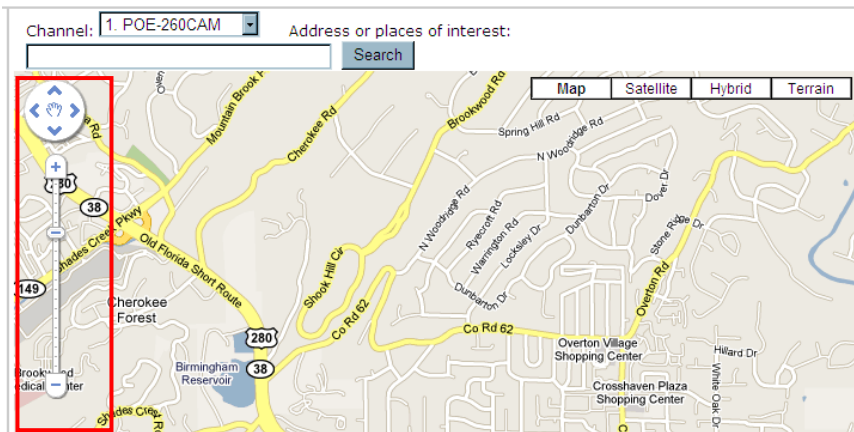 Channel: 1. POE-260CAM
Address or places of interest:
Search
Map
Satellite
Hybrid
Terrain
Mountain Brook
Cherokee Rd
Brookwood Rd
Spring Hill Rd
N Woodridge Rd
Dover Dr
280
38
Shades Creek Pkwy
Old Florida Short Route
N Woodridge Rd
Ryecroft Rd
Warrington Rd
Locksley Dr
Dunbarton Dr
Stone Ridge Dr
Shook Hill Cir
Dunbarton Dr
Overton Rd
149
Cherokee
Forest
Co Rd 62
Co Rd 62
280
38
Birmingham
Reservoir
Overton Village
Shopping Center
Hillard Dr
White Oak Dr
Crosshaven Plaza
Shopping Center
Shades Crest